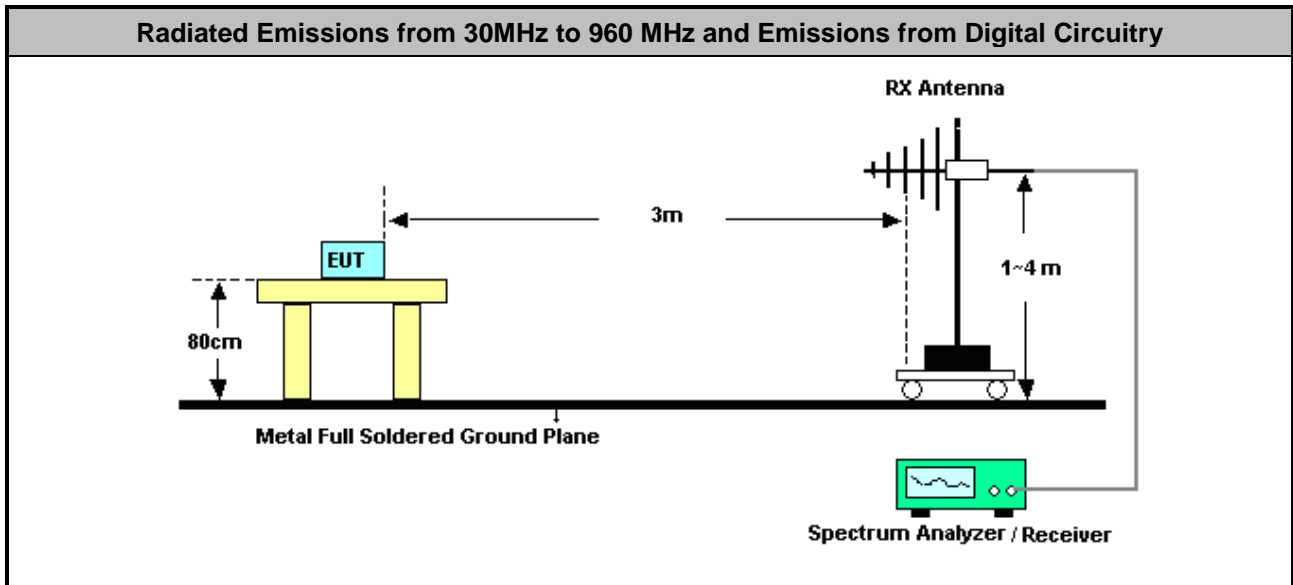 Radiated Emissions from 30MHz to 960 MHz and Emissions from Digital Circuitry
RX Antenna
3m
EUT
1~4 m
80cm
Metal Full Soldered Ground Plane
Spectrum Analyzer / Receiver